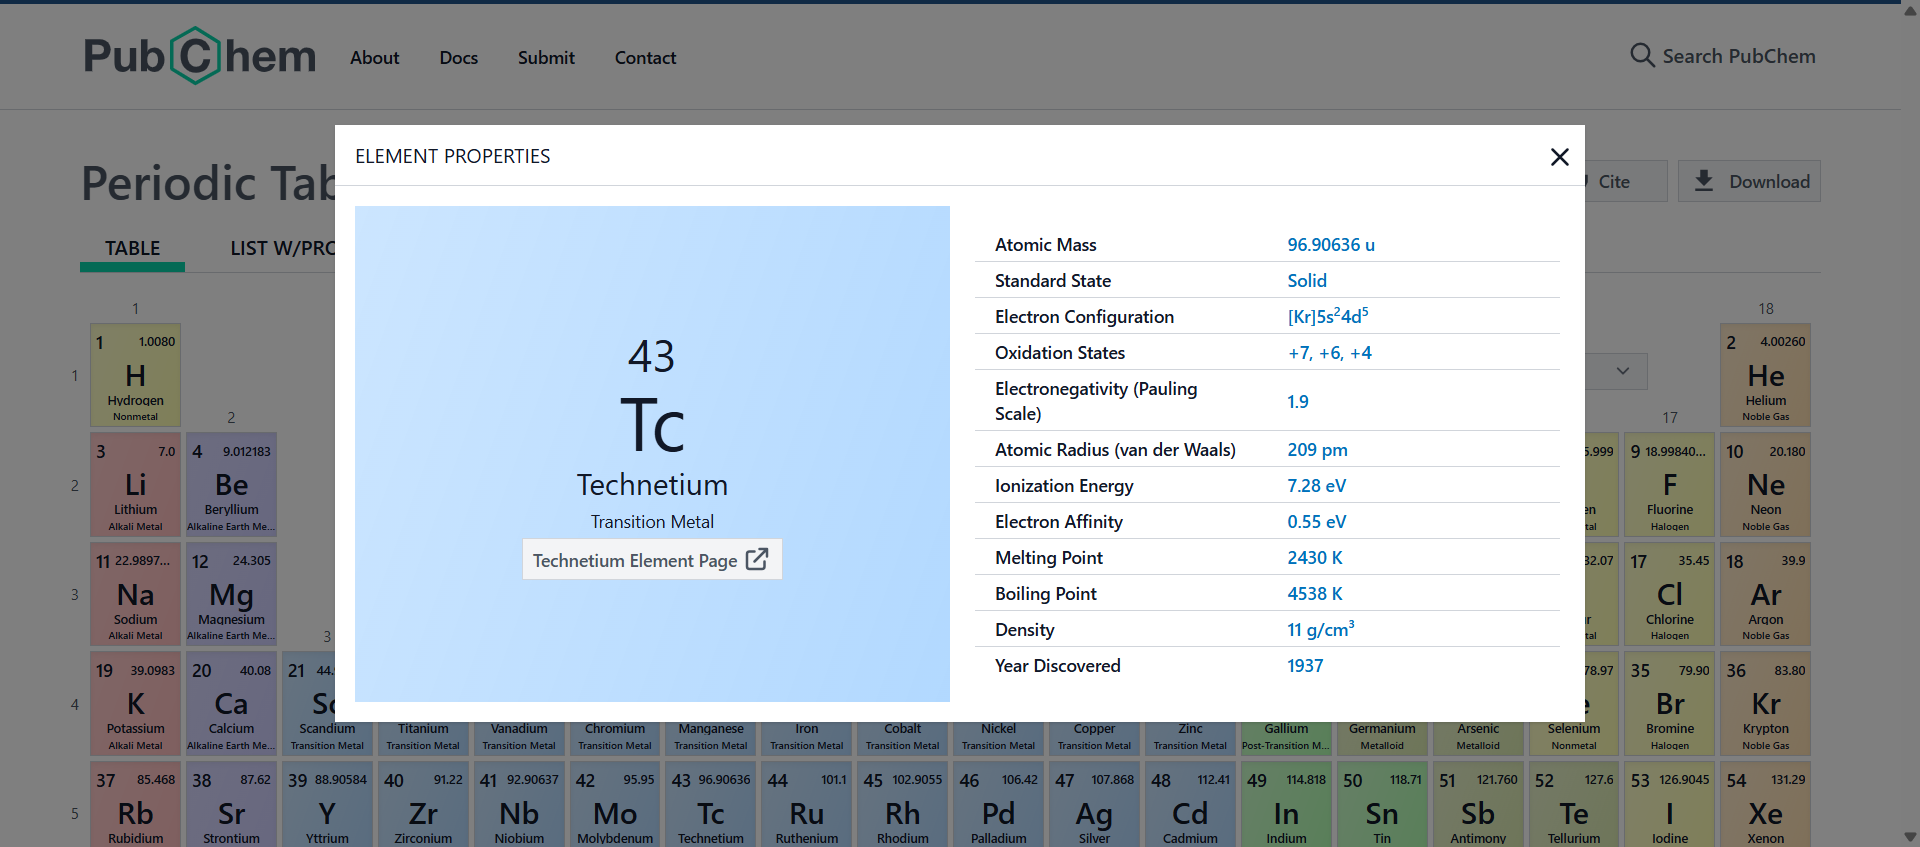 PubChem
About Docs Submit Contact
Search PubChem
Periodic Tab
Cite
Download
TABLE
LIST W/PRO
ELEMENT PROPERTIES
43
Tc
Technetium
Transition Metal
Technetium Element Page
Atomic Mass 96.90636 u
Standard State Solid
Electron Configuration [Kr]5s²4d⁵
Oxidation States +7, +6, +4
Electronegativity (Pauling
Scale) 1.9
Atomic Radius (van der Waals) 209 pm
Ionization Energy 7.28 eV
Electron Affinity 0.55 eV
Melting Point 2430 K
Boiling Point 4538 K
Density 11 g/cm³
Year Discovered 1937
1 18
1 1.0080 2 4.00260
1 H He
Hydrogen Helium
Nonmetal Noble Gas
2 17
3 7.0 4 9.012183 5.999 9 18.99840... 10 20.180
2 Li Be F Ne
Lithium Beryllium en Fluorine Neon
Alkali Metal Alkaline Earth Me... tal Halogen Noble Gas
11 22.9897... 12 24.305 32.07 17 35.45 18 39.9
3 Na Mg Cl Ar
Sodium Magnesium ur Chlorine Argon
Alkali Metal Alkaline Earth Me... tal Halogen Noble Gas
3
19 39.0983 20 40.08 21 44. 78.97 35 79.90 36 83.80
4 K Ca Sc e Br Kr
Potassium Calcium Scandium Titanium Vanadium Chromium Manganese Iron Cobalt Nickel Copper Zinc Gallium Germanium Arsenic Selenium Bromine Krypton
Alkali Metal Alkaline Earth Me... Transition Metal Transition Metal Transition Metal Transition Metal Transition Metal Transition Metal Transition Metal Transition Metal Transition Metal Transition Metal Post-Transition M... Metalloid Metalloid Nonmetal Halogen Noble Gas
37 85.468 38 87.62 39 88.90584 40 91.22 41 92.90637 42 95.95 43 96.90636 44 101.1 45 102.9055 46 106.42 47 107.868 48 112.41 49 114.818 50 118.71 51 121.760 52 127.6 53 126.9045 54 131.29
5 Rb Sr Y Zr Nb Mo Tc Ru Rh Pd Ag Cd In Sn Sb Te I Xe
Rubidium Strontium Yttrium Zirconium Niobium Molybdenum Technetium Ruthenium Rhodium Palladium Silver Cadmium Indium Tin Antimony Tellurium Iodine Xenon